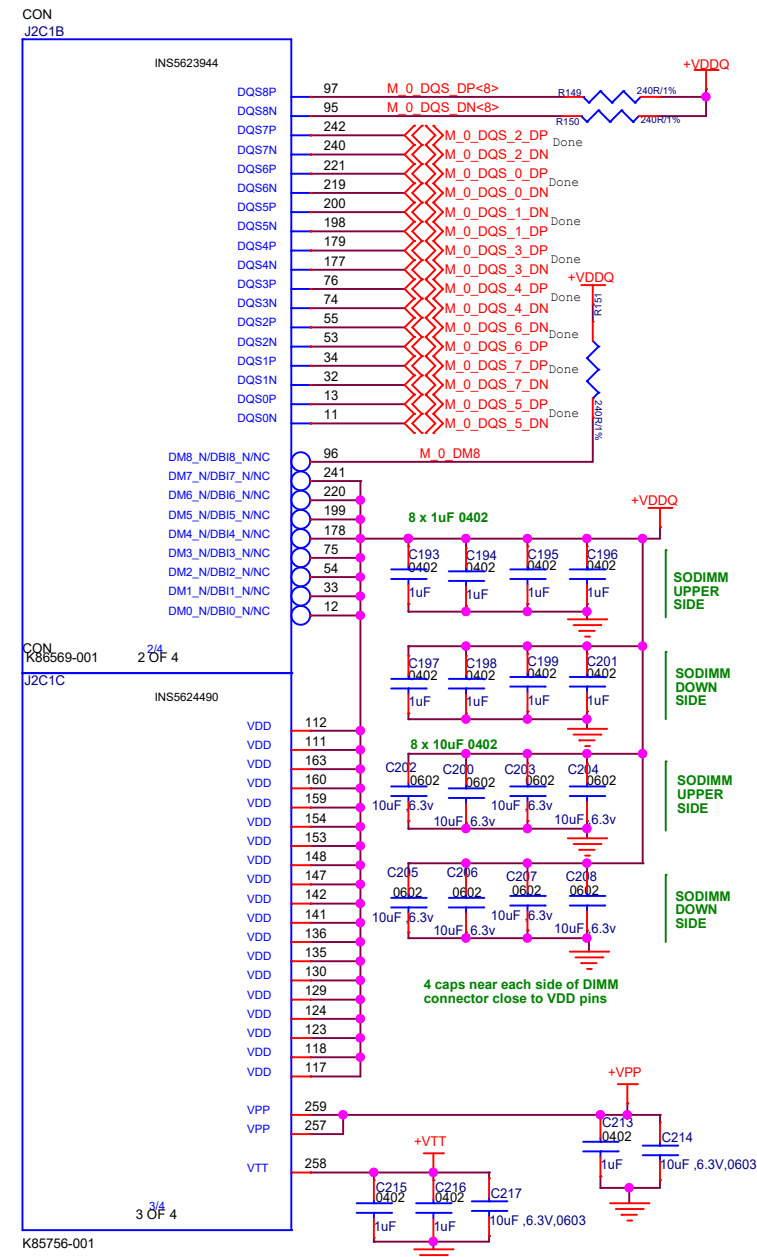 CON
J2C1B
INS5623944
+VDDQ
DQS8P 97 M_0_DQS_DP<8> R149 240R/1%
DQS8N 95 M_0_DQS_DN<8> R150 240R/1%
DQS7P 242 M_0_DQS_2_DP Done
DQS7N 240 M_0_DQS_2_DN
DQS6P 221 M_0_DQS_0_DP Done
DQS6N 219 M_0_DQS_0_DN
DQS5P 200 M_0_DQS_1_DN Done
DQS5N 198 M_0_DQS_1_DP
DQS4P 179 M_0_DQS_3_DP Done
DQS4N 177 M_0_DQS_3_DN
+VDDQ
DQS3P 76 M_0_DQS_4_DP Done R151
DQS3N 74 M_0_DQS_4_DN
DQS2P 55 M_0_DQS_6_DN Done
DQS2N 53 M_0_DQS_6_DP
DQS1P 34 M_0_DQS_7_DP Done
DQS1N 32 M_0_DQS_7_DN
DQS0P 13 M_0_DQS_5_DP Done 240R/1%
DQS0N 11 M_0_DQS_5_DN
DM8_N/DBI8_N/NC 96 M_0_DM8
DM7_N/DBI7_N/NC 241
DM6_N/DBI6_N/NC 220
DM5_N/DBI5_N/NC 199
DM4_N/DBI4_N/NC 178
DM3_N/DBI3_N/NC 75
DM2_N/DBI2_N/NC 54
DM1_N/DBI1_N/NC 33
DM0_N/DBI0_N/NC 12
+VDDQ
8 x 1uF 0402
C193 C194 C195 C196
0402 0402 0402 0402
1uF 1uF 1uF 1uF
SODIMM
UPPER
SIDE
C197 C198 C199 C201
0402 0402 0402 0402
1uF 1uF 1uF 1uF
SODIMM
DOWN
SIDE
CON
K86569-001
2/4
2 OF 4
J2C1C
INS5624490
8 x 10uF 0402
C202 C200 C203 C204
0602 0602 0602 0602
10uF ,6.3v 10uF ,6.3v 10uF ,6.3v 10uF ,6.3v
SODIMM
UPPER
SIDE
C205 C206 C207 C208
0602 0602 0602 0602
10uF ,6.3v 10uF ,6.3v 10uF ,6.3v 10uF ,6.3v
SODIMM
DOWN
SIDE
4 caps near each side of DIMM
connector close to VDD pins
VDD 112
VDD 111
VDD 163
VDD 160
VDD 159
VDD 154
VDD 153
VDD 148
VDD 147
VDD 142
VDD 141
VDD 136
VDD 135
VDD 130
VDD 129
VDD 124
VDD 123
VDD 118
VDD 117
+VPP
VPP 259
VPP 257
C213 C214
0402
1uF 10uF ,6.3V,0603
+VTT
VTT 258
C215 C216 C217
0402 0402
1uF 1uF 10uF ,6.3V,0603
3/4
3 OF 4
K85756-001